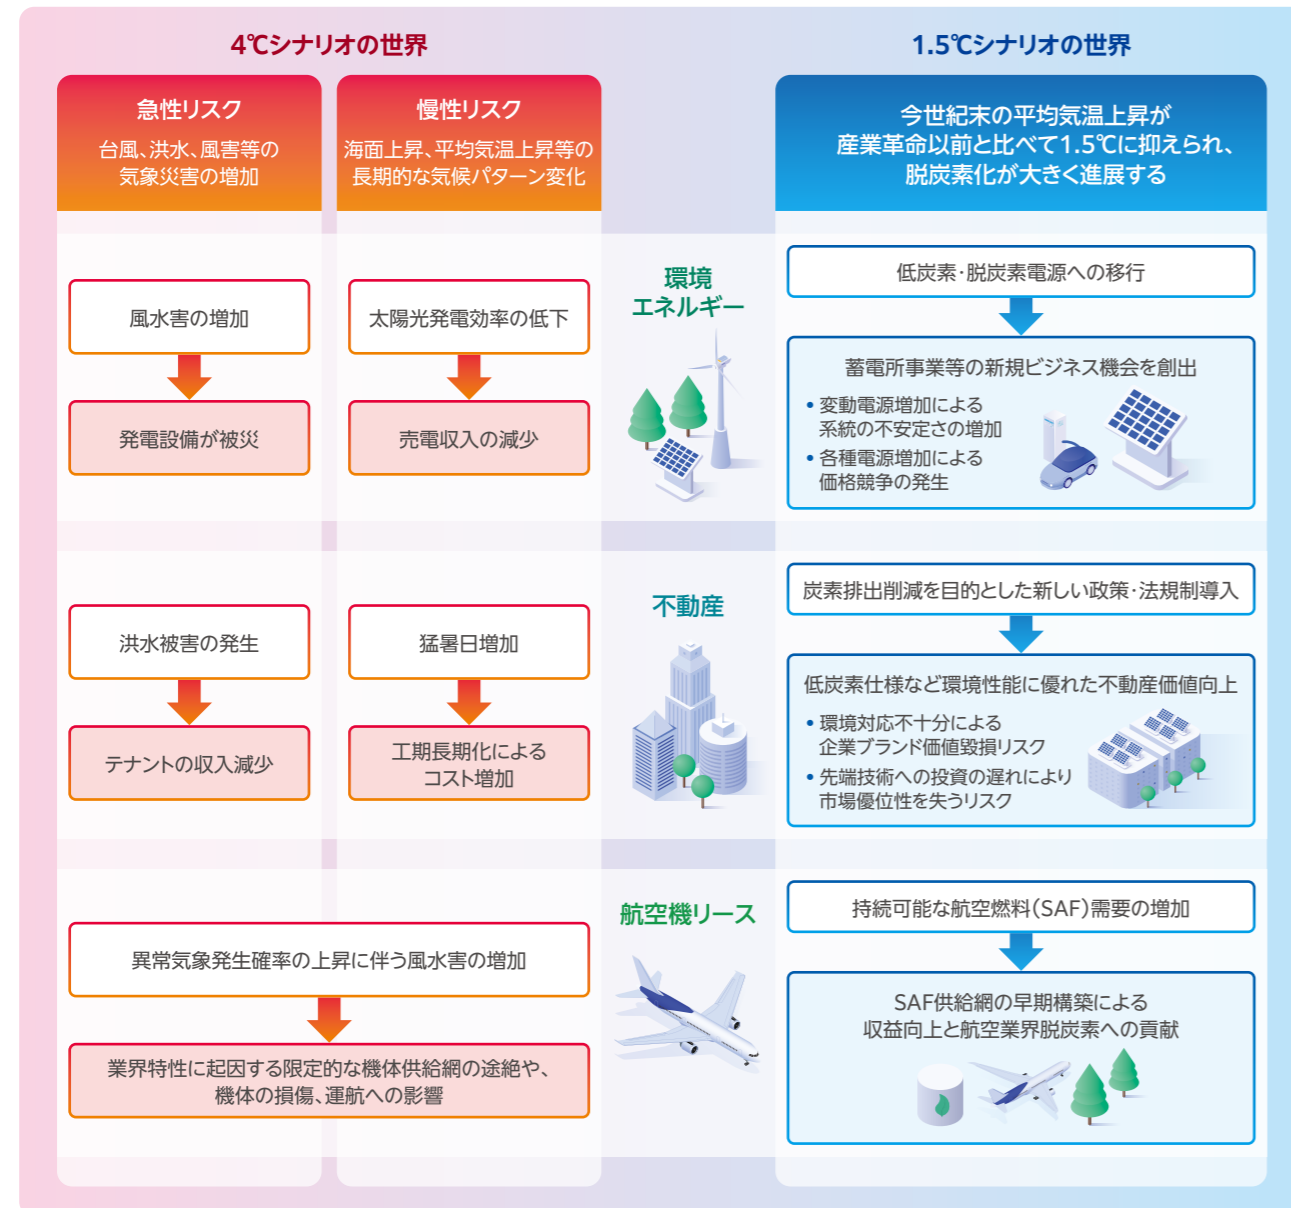 4℃シナリオの世界
1.5℃シナリオの世界
急性リスク
台風、洪水、風害等の
気象災害の増加
慢性リスク
海面上昇、平均気温上昇等の
長期的な気候パターン変化
今世紀末の平均気温上昇が
産業革命以前と比べて1.5℃に抑えられ、
脱炭素化が大きく進展する
風水害の増加
発電設備が被災
太陽光発電効率の低下
売電収入の減少
環境
エネルギー
低炭素・脱炭素電源への移行
蓄電所事業等の新規ビジネス機会を創出
• 変動電源増加による
系統の不安定さの増加
• 各種電源増加による
価格競争の発生
洪水被害の発生
テナントの収入減少
猛暑日増加
工期長期化による
コスト増加
不動産
炭素排出削減を目的とした新しい政策・法規制導入
低炭素仕様など環境性能に優れた不動産価値向上
• 環境対応不十分による
企業ブランド価値毀損リスク
• 先端技術への投資の遅れにより
市場優位性を失うリスク
異常気象発生確率の上昇に伴う風水害の増加
業界特性に起因する限定的な機体供給網の途絶や、
機体の損傷、運航への影響
航空機リース
持続可能な航空燃料(SAF)需要の増加
SAF供給網の早期構築による
収益向上と航空業界脱炭素への貢献